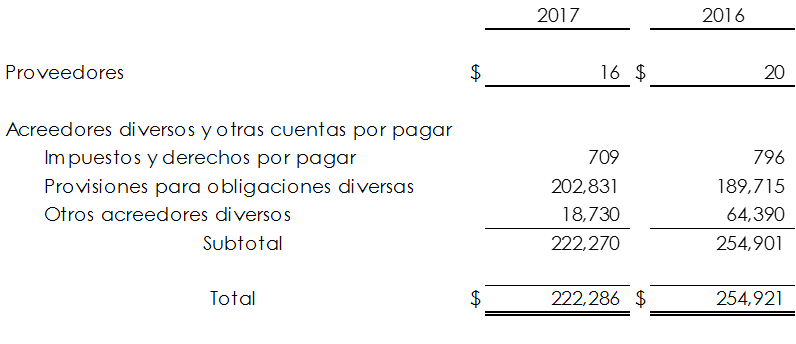 2017 2016
Proveedores $ 16 $ 20
Acreedores diversos y otras cuentas por pagar
Impuestos y derechos por pagar 709 796
Provisiones para obligaciones diversas 202,831 189,715
Otros acreedores diversos 18,730 64,390
Subtotal 222,270 254,901
Total $ 222,286 $ 254,921